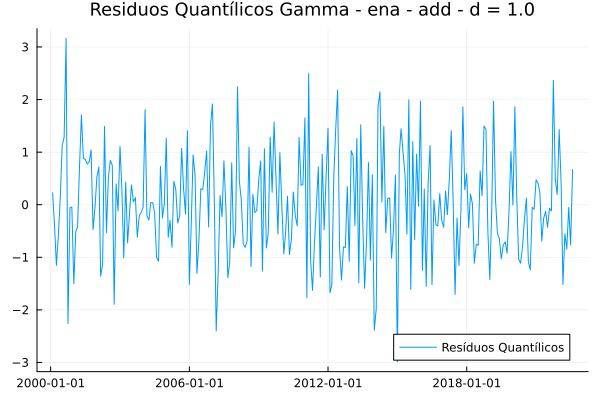 Resíduos Quantílicos Gamma - ena - add - d = 1.0
3
2
1
0
−1
−2
−3
Resíduos Quantílicos
2000-01-01 2006-01-01 2012-01-01 2018-01-01